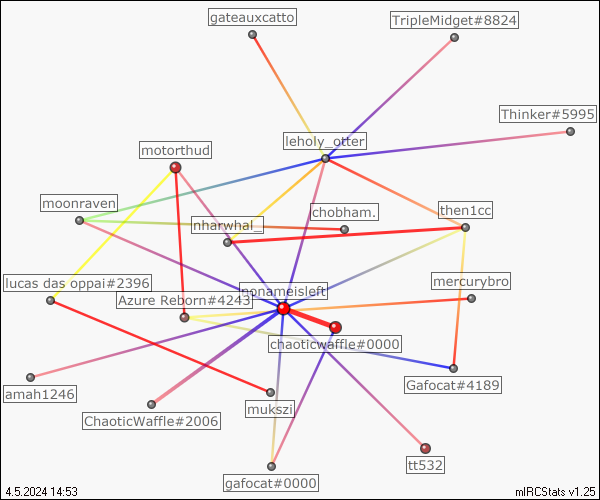 gateauxcatto
TripleMidget#8824
Thinker#5995
leholy_otter
motorthud
moonraven
chobham.
then1cc
nharwhal_
lucas das oppai#2396
nonameisleft
mercurybro
Azure Reborn#4243
chaoticwaffle#0000
Gafocat#4189
amah1246
mukszi
ChaoticWaffle#2006
tt532
gafocat#0000
4.5.2024 14:53
mIRCStats v1.25